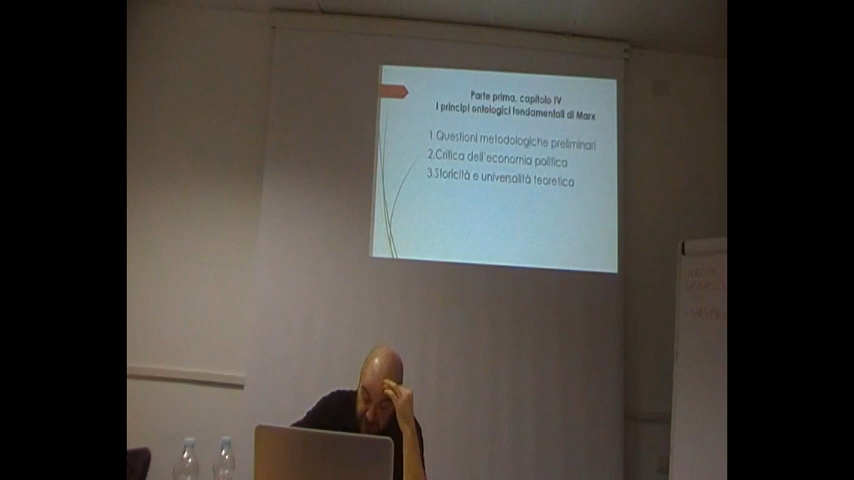 Parte prima, capitolo IV
I principi ontologici fondamentali di Marx
1.Questioni metodologiche preliminari
2.Critica dell'economia politica
3.Storicità e universalità teoretica